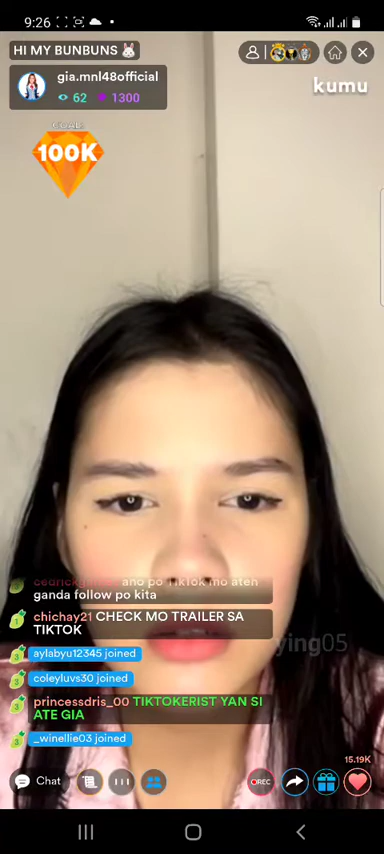 9:26
HI MY BUNBUNS 🐰
gia.mnl48official
62 1300
kumu
GOAL:
100K
ano po TikTok mo ateh
ganda follow po kita
chichay21 CHECK MO TRAILER SA
TIKTOK
ying05
aylabyu12345 joined
coleyluvs30 joined
princessdris_00 TIKTOKERIST YAN SI
ATE GIA
_winellie03 joined
15.19K
Chat
REC